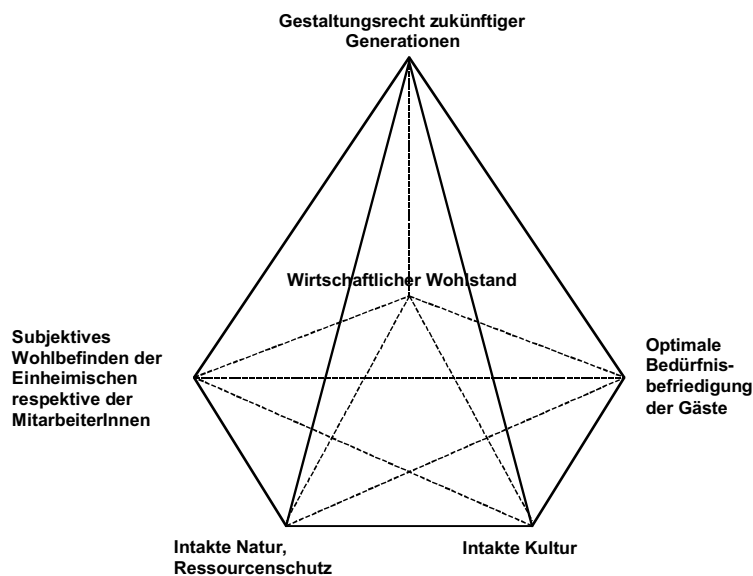 Gestaltungsrecht zukünftiger
Generationen
Wirtschaftlicher Wohlstand
Subjektives
Wohlbefinden der
Einheimischen
respektive der
MitarbeiterInnen
Optimale
Bedürfnis-
befriedigung
der Gäste
Intakte Natur,
Ressourcenschutz
Intakte Kultur